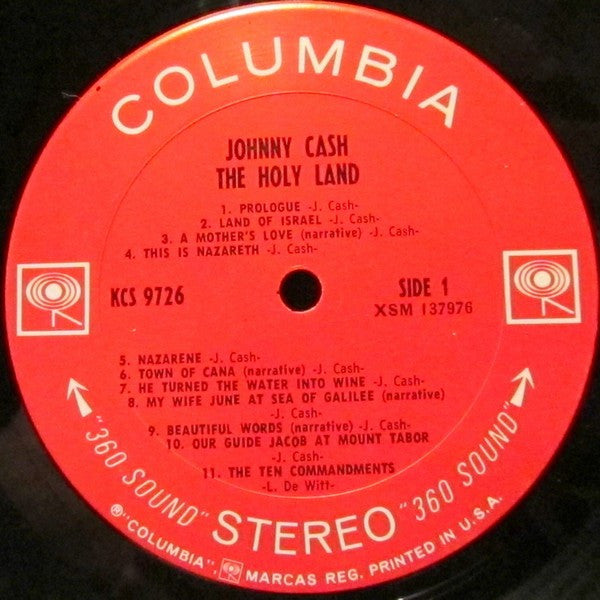 COLUMBIA
JOHNNY CASH
THE HOLY LAND
1. PROLOGUE -J. Cash-
2. LAND OF ISRAEL -J. Cash-
3. A MOTHER'S LOVE (narrative) -J. Cash-
4. THIS IS NAZARETH -J. Cash-
KCS 9726
SIDE 1
XSM 137976
5. NAZARENE -J. Cash-
6. TOWN OF CANA (narrative) -J. Cash-
7. HE TURNED THE WATER INTO WINE -J. Cash-
8. MY WIFE JUNE AT SEA OF GALILEE (narrative)
-J. Cash-
9. BEAUTIFUL WORDS (narrative) -J. Cash-
10. OUR GUIDE JACOB AT MOUNT TABOR
-J. Cash-
11. THE TEN COMMANDMENTS
-L. De Witt-
"360 SOUND" STEREO "360 SOUND"
® "COLUMBIA", MARCAS REG. PRINTED IN U.S.A.